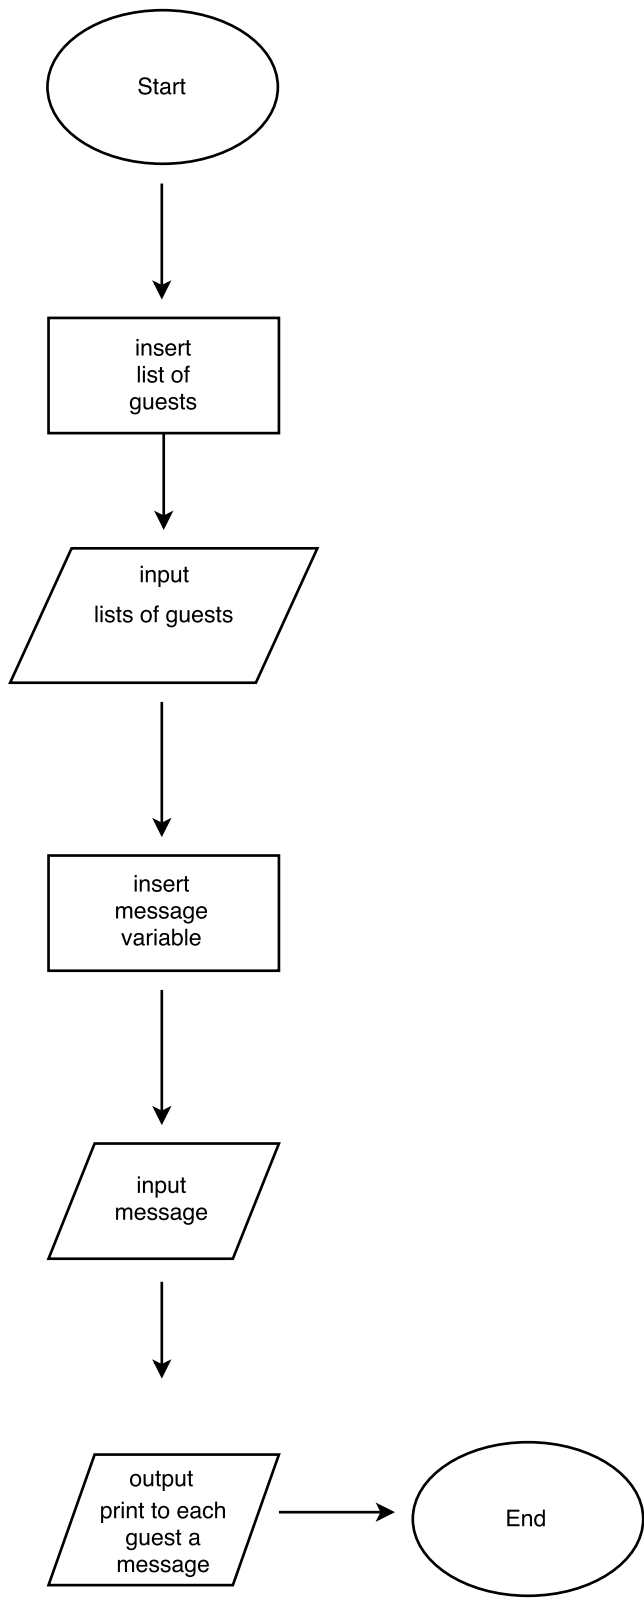 Start
insert
list of
guests
input
lists of guests
insert
message
variable
input
message
output
print to each
guest a
message
End